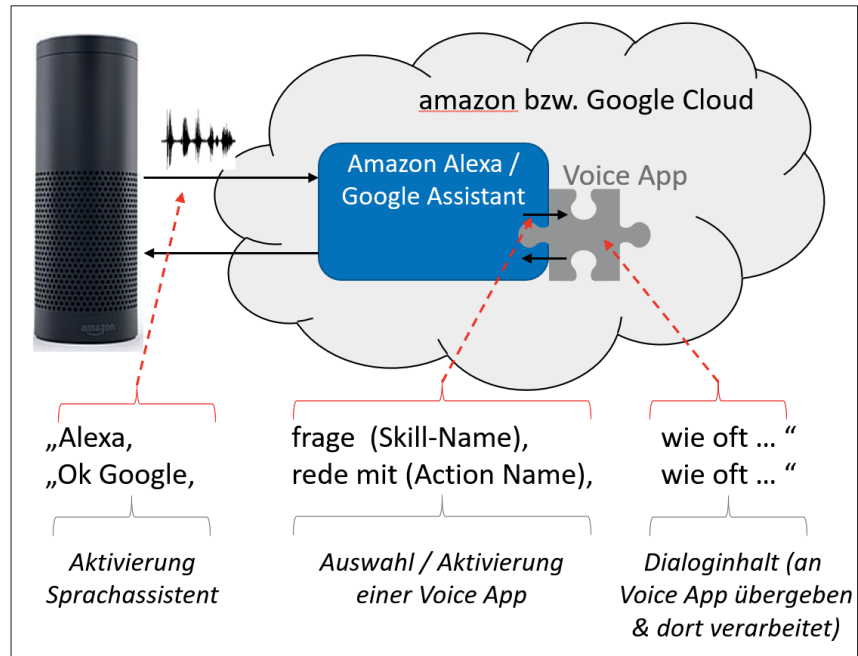 amazon bzw. Google Cloud
Amazon Alexa /
Google Assistant
Voice App
amazon
„Alexa,
„Ok Google,
frage (Skill-Name),
rede mit (Action Name),
wie oft ... “
wie oft ... “
Aktivierung
Sprachassistent
Auswahl / Aktivierung
einer Voice App
Dialoginhalt (an
Voice App übergeben
& dort verarbeitet)